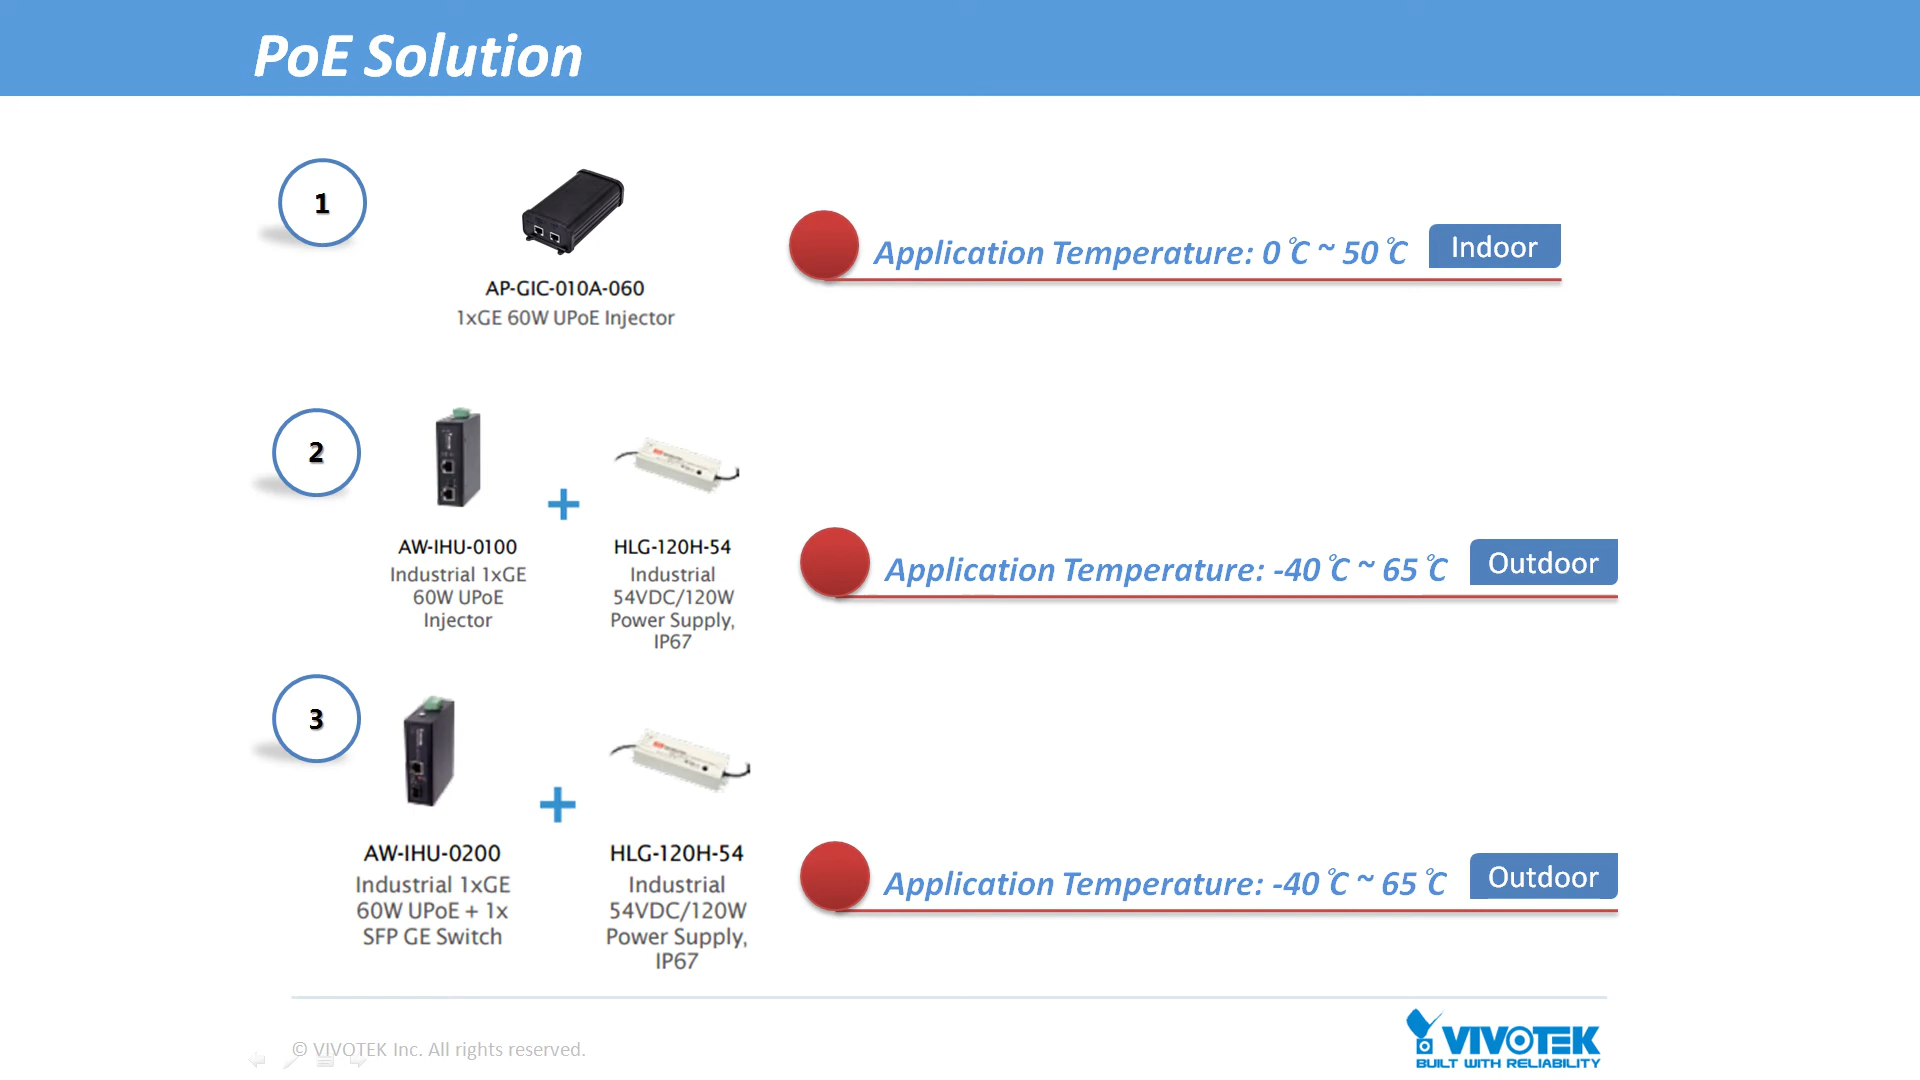 PoE Solution
1
AP-GIC-010A-060
1xGE 60W UPoE Injector
Application Temperature: 0℃ ~ 50℃
Indoor
2
AW-IHU-0100
Industrial 1xGE
60W UPoE
Injector
+
HLG-120H-54
Industrial
54VDC/120W
Power Supply,
IP67
Application Temperature: -40℃ ~ 65℃
Outdoor
3
AW-IHU-0200
Industrial 1xGE
60W UPoE + 1x
SFP GE Switch
+
HLG-120H-54
Industrial
54VDC/120W
Power Supply,
IP67
Application Temperature: -40℃ ~ 65℃
Outdoor
© VIVOTEK Inc. All rights reserved.
VIVOTEK
BUILT WITH RELIABILITY